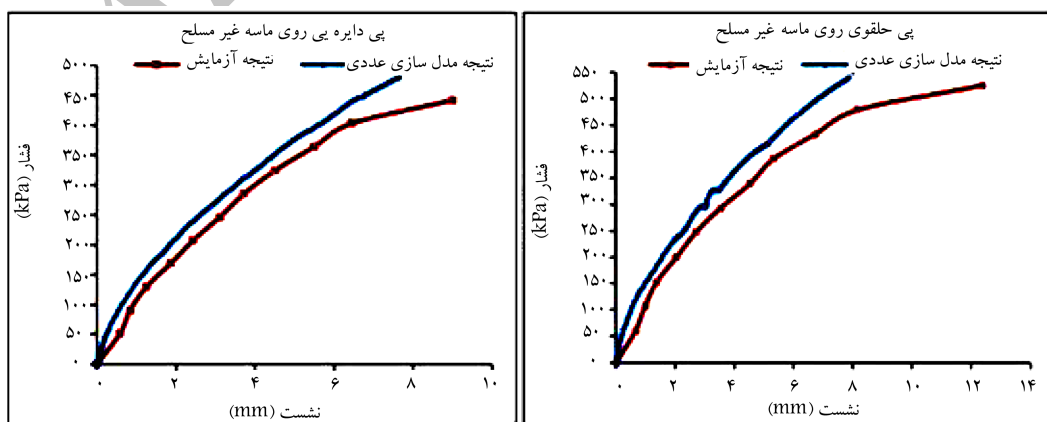 پی حلقوی روی ماسه غیر مسلح
نتیجه مدل سازی عددی
نتیجه آزمایش
۵۵۰
۵۰۰
۴۵۰
۴۰۰
۳۵۰
۳۰۰
۲۵۰
۲۰۰
۱۵۰
۱۰۰
۵۰
۰
فشار (kPa)
۰ ۲ ۴ ۶ ۸ ۱۰ ۱۲ ۱۴
نشست (mm)
پی دایره یی روی ماسه غیر مسلح
نتیجه مدل سازی عددی
نتیجه آزمایش
۵۰۰
۴۵۰
۴۰۰
۳۵۰
۳۰۰
۲۵۰
۲۰۰
۱۵۰
۱۰۰
۵۰
۰
فشار (kPa)
۰ ۲ ۴ ۶ ۸ ۱۰
نشست (mm)